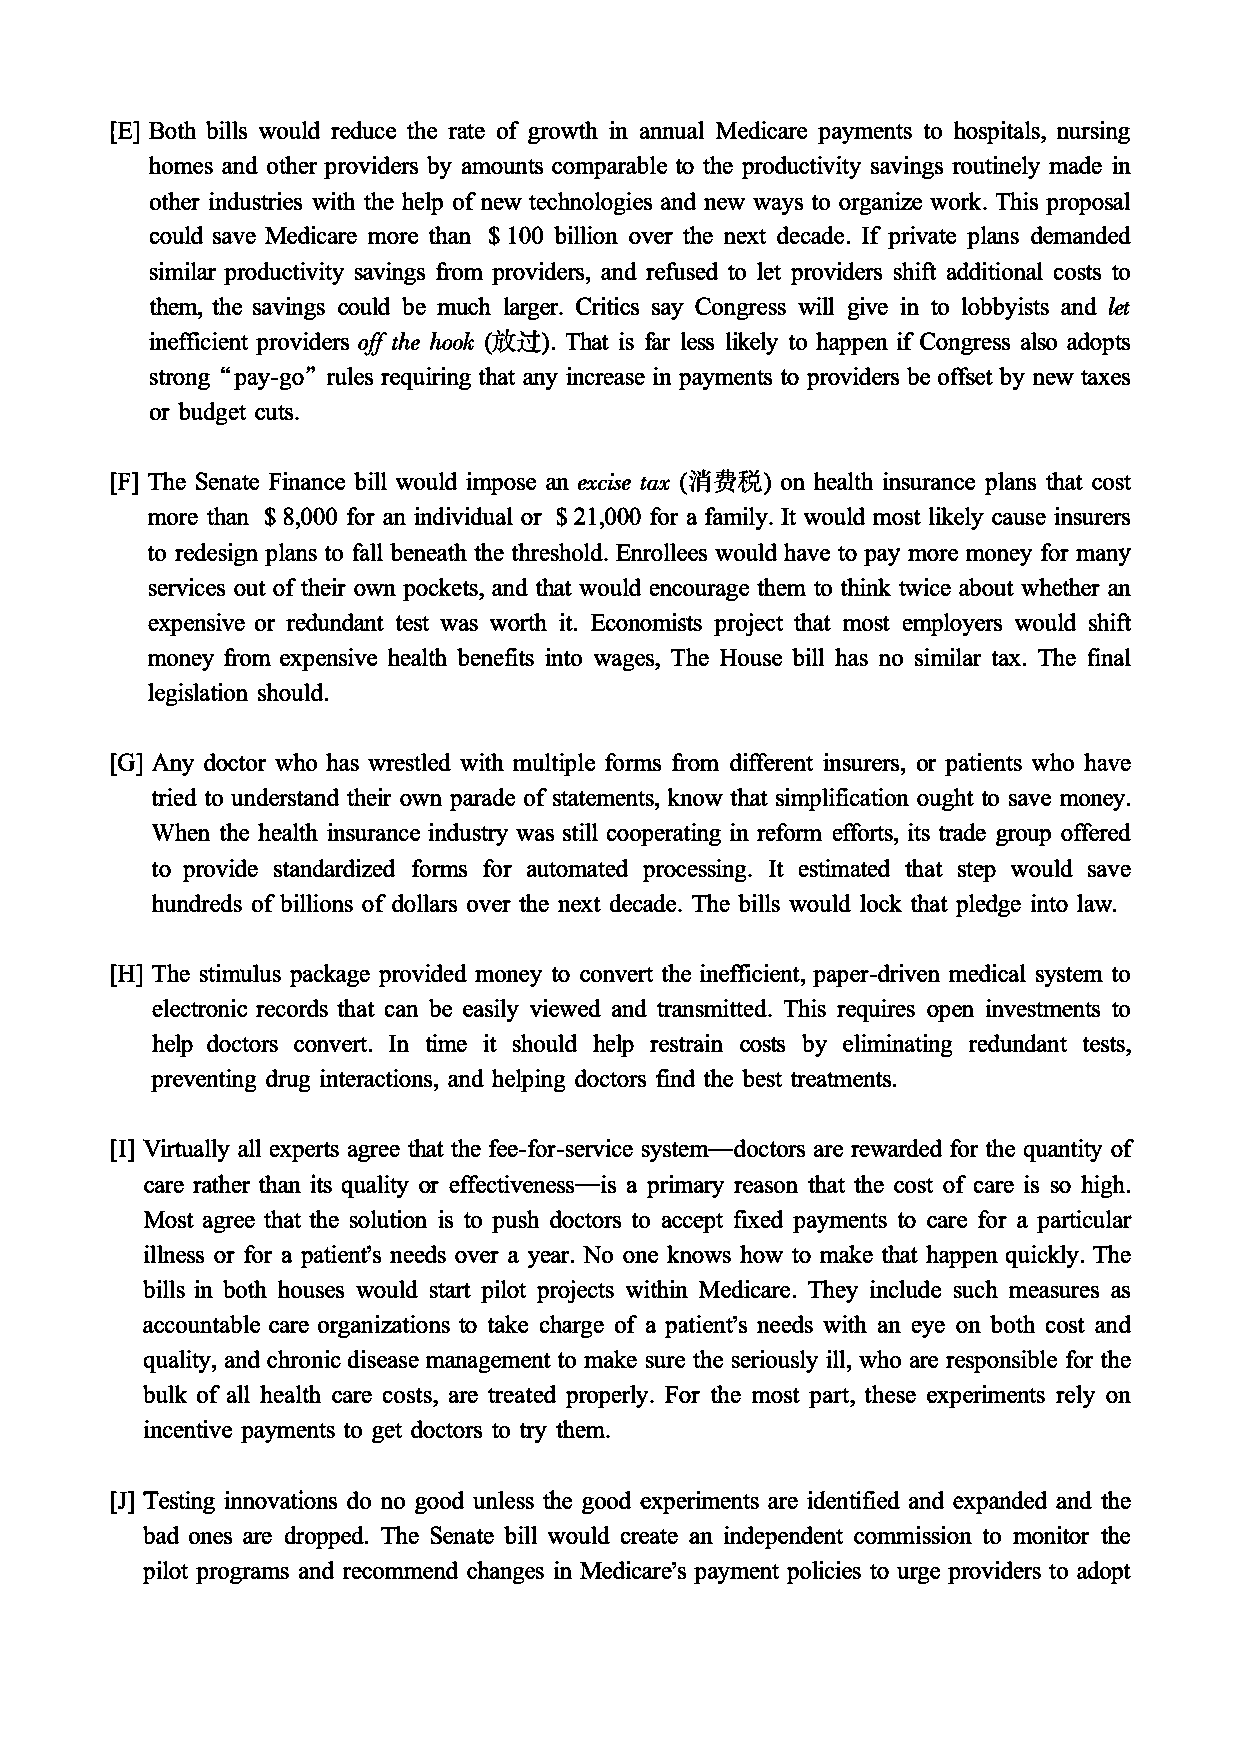 [E] Both bills would reduce the rate of growth in annual Medicare payments to hospitals, nursing
homes and other providers by amounts comparable to the productivity savings routinely made in
other industries with the help of new technologies and new ways to organize work. This proposal
could save Medicare more than ＄100 billion over the next decade. If private plans demanded
similar productivity savings from providers, and refused to let providers shift additional costs to
them, the savings could be much larger. Critics say Congress will give in to lobbyists and let
inefficient providers off the hook (放过). That is far less likely to happen if Congress also adopts
strong “pay-go” rules requiring that any increase in payments to providers be offset by new taxes
or budget cuts.
[F] The Senate Finance bill would impose an excise tax (消费税) on health insurance plans that cost
more than ＄8,000 for an individual or ＄21,000 for a family. It would most likely cause insurers
to redesign plans to fall beneath the threshold. Enrollees would have to pay more money for many
services out of their own pockets, and that would encourage them to think twice about whether an
expensive or redundant test was worth it. Economists project that most employers would shift
money from expensive health benefits into wages, The House bill has no similar tax. The final
legislation should.
[G] Any doctor who has wrestled with multiple forms from different insurers, or patients who have
tried to understand their own parade of statements, know that simplification ought to save money.
When the health insurance industry was still cooperating in reform efforts, its trade group offered
to provide standardized forms for automated processing. It estimated that step would save
hundreds of billions of dollars over the next decade. The bills would lock that pledge into law.
[H] The stimulus package provided money to convert the inefficient, paper-driven medical system to
electronic records that can be easily viewed and transmitted. This requires open investments to
help doctors convert. In time it should help restrain costs by eliminating redundant tests,
preventing drug interactions, and helping doctors find the best treatments.
[I] Virtually all experts agree that the fee-for-service system—doctors are rewarded for the quantity of
care rather than its quality or effectiveness—is a primary reason that the cost of care is so high.
Most agree that the solution is to push doctors to accept fixed payments to care for a particular
illness or for a patient’s needs over a year. No one knows how to make that happen quickly. The
bills in both houses would start pilot projects within Medicare. They include such measures as
accountable care organizations to take charge of a patient’s needs with an eye on both cost and
quality, and chronic disease management to make sure the seriously ill, who are responsible for the
bulk of all health care costs, are treated properly. For the most part, these experiments rely on
incentive payments to get doctors to try them.
[J] Testing innovations do no good unless the good experiments are identified and expanded and the
bad ones are dropped. The Senate bill would create an independent commission to monitor the
pilot programs and recommend changes in Medicare’s payment policies to urge providers to adopt